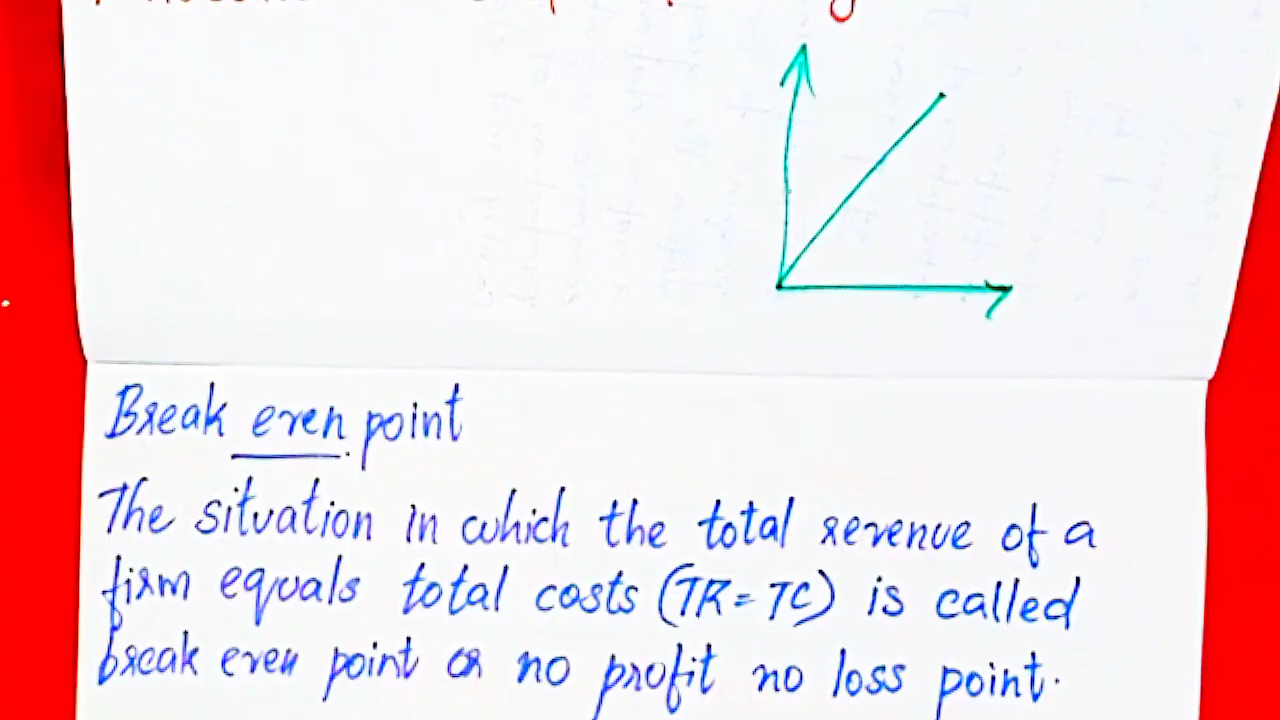 Break even point
The situation in which the total revenue of a
firm equals total costs (TR = TC) is called
break even point or no profit no loss point.